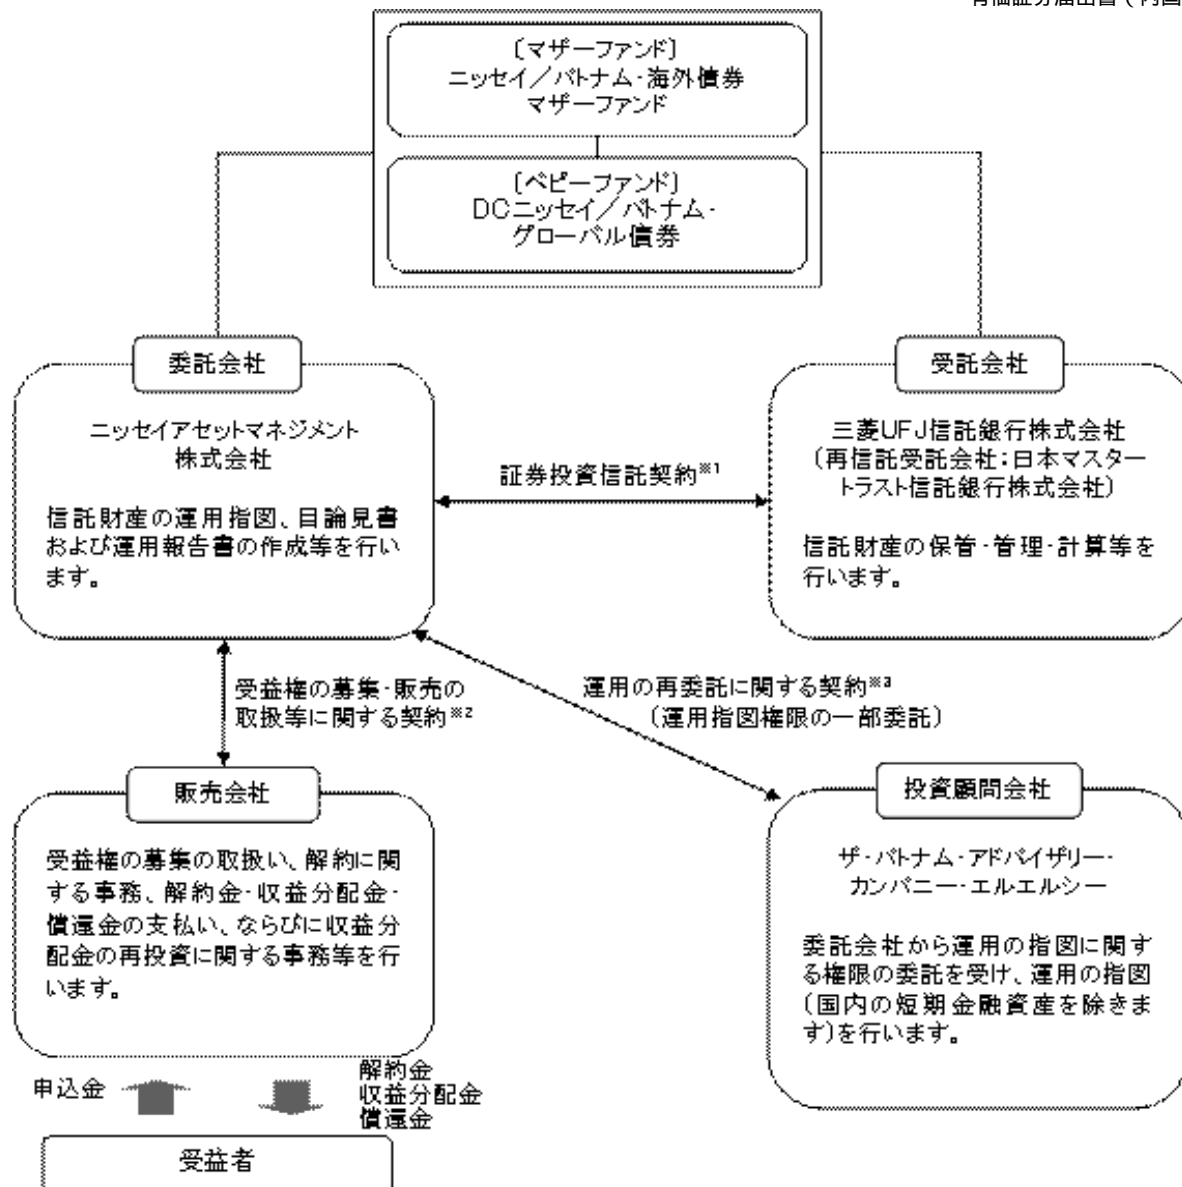 〔マザーファンド〕
ニッセイ／パトナム・海外債券
マザーファンド
〔ベビーファンド〕
DCニッセイ／パトナム・
グローバル債券
委託会社
ニッセイアセットマネジメント
株式会社
信託財産の運用指図、目論見書
および運用報告書の作成等を行い
ます。
受託会社
三菱UFJ信託銀行株式会社
（再信託受託会社：日本マスター
トラスト信託銀行株式会社）
信託財産の保管・管理・計算等を
行います。
証券投資信託契約※1
受益権の募集・販売の
取扱等に関する契約※2
運用の再委託に関する契約※3
（運用指図権限の一部委託）
販売会社
受益権の募集の取扱い、解約に関
する事務、解約金・収益分配金・
償還金の支払い、ならびに収益分
配金の再投資に関する事務等を行
います。
投資顧問会社
ザ・パトナム・アドバイザリー・
カンパニー・エルエルシー
委託会社から運用の指図に関す
る権限の委託を受け、運用の指図
（国内の短期金融資産を除きま
す）を行います。
申込金
解約金
収益分配金
償還金
受益者